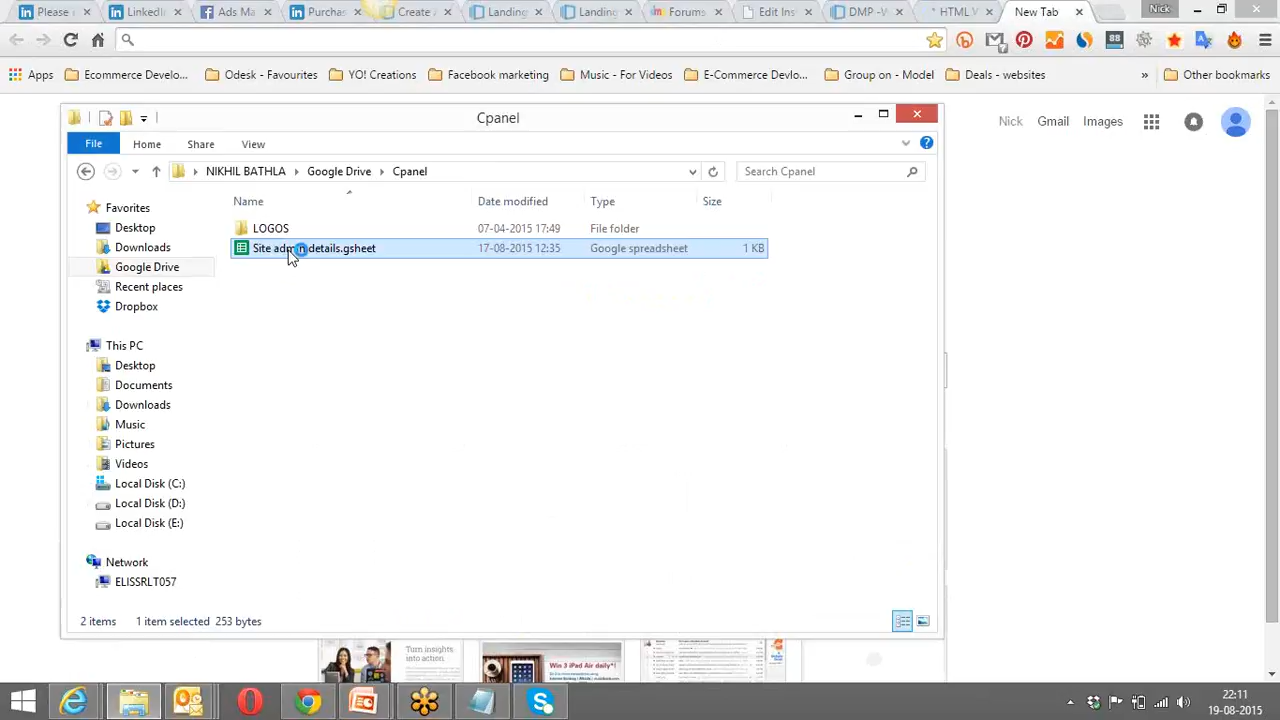 Please i
LinkedIn
Ads Ma
Purchas
Create
Landing
Landing
Forums
Edit Ins
DMP -W
* HTML V
New Tab
Nick
88
Apps
Ecommerce Develo...
Odesk - Favourites
YO! Creations
Facebook marketing
Music - For Videos
E-Commerce Devlo...
Group on - Model
Deals - websites
»
Other bookmarks
Nick
Gmail
Images
Cpanel
File
Home
Share
View
NIKHIL BATHLA
Google Drive
Cpanel
Search Cpanel
Name
Date modified
Type
Size
LOGOS
07-04-2015 17:49
File folder
Site admin details.gsheet
17-08-2015 12:35
Google spreadsheet
1 KB
Favorites
Desktop
Downloads
Google Drive
Recent places
Dropbox
This PC
Desktop
Documents
Downloads
Music
Pictures
Videos
Local Disk (C:)
Local Disk (D:)
Local Disk (E:)
Network
ELISSRLT057
2 items
1 item selected 253 bytes
Turn insights
into action.
Win 3 iPad Air daily*!
22:11
19-08-2015